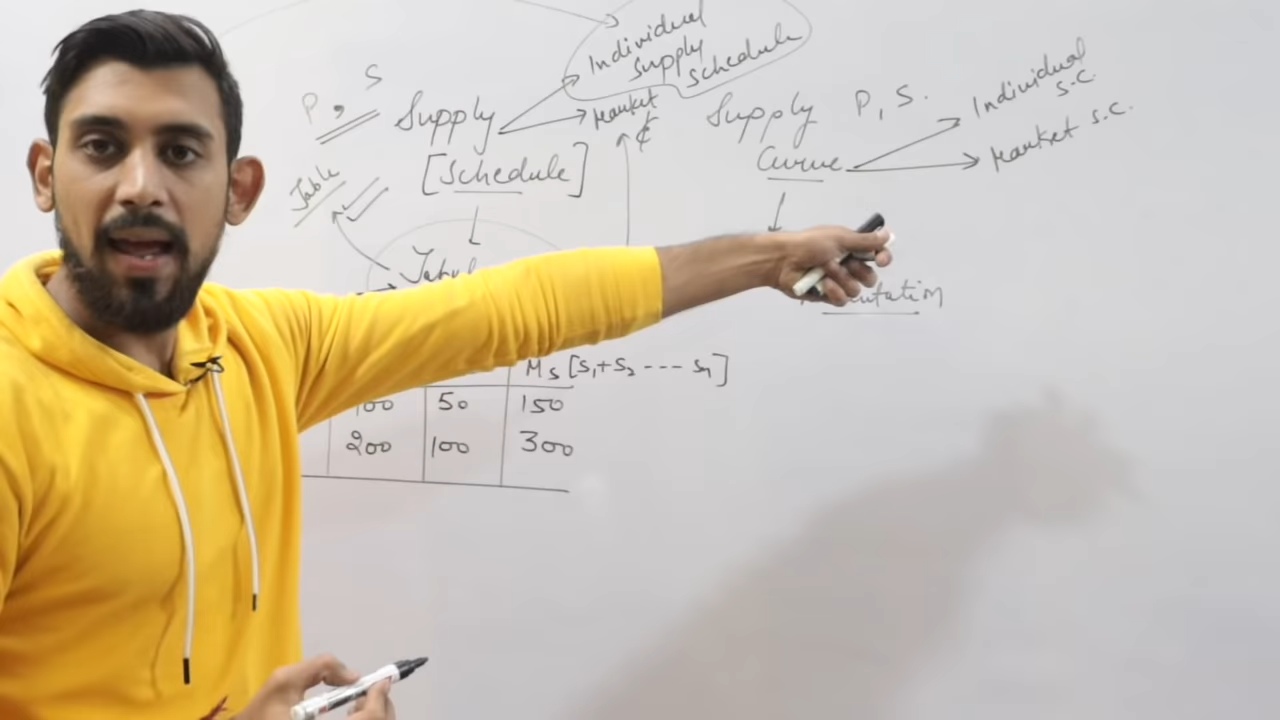 P, S
Supply
[Schedule]
Table
Individual
Supply
Schedule
Market
Supply P, S.
Curve
Individual
S.C.
Market S.C.
MS [S1+S2 ---- Sn]
100 50 150
200 100 300